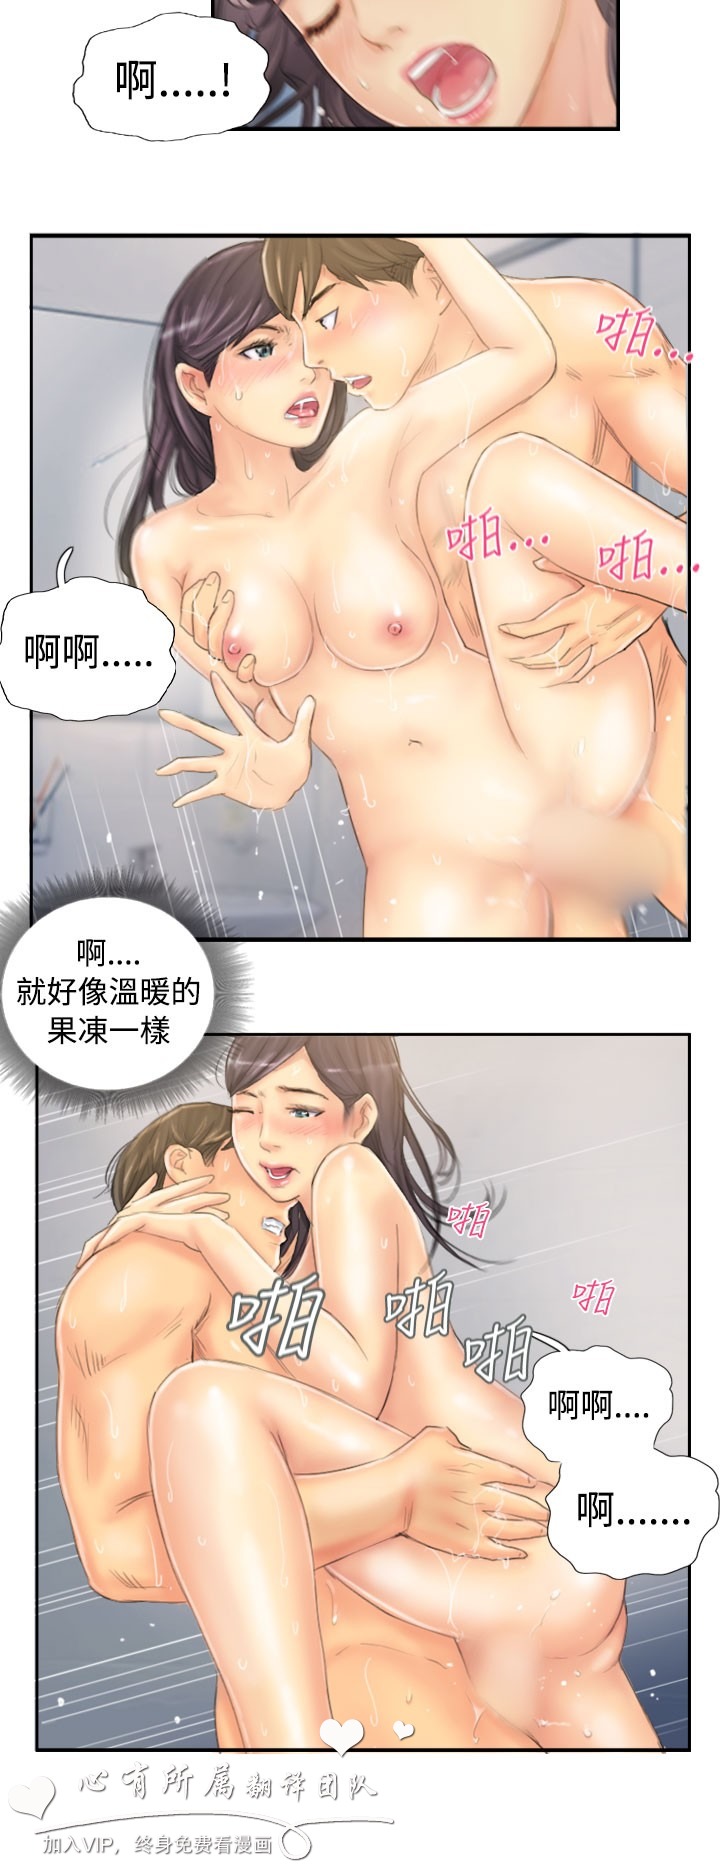 啊.....!
啪...
啪...
啪...
啊啊.....
啊....
就好像溫暖的
果凍一樣
啪
啪
啪
啪
啪
啊啊....
啊.......
心有所属翻译团队
加入VIP，终身免费看漫画